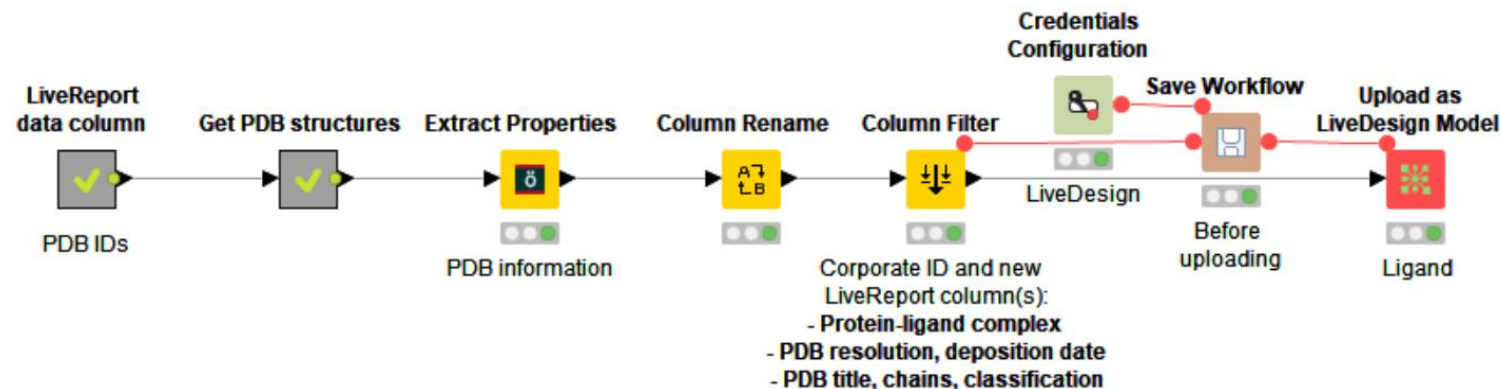 LiveReport
data column
PDB IDs
Get PDB structures
Extract Properties
ö
PDB information
Column Rename
A
B
Column Filter
Corporate ID and new
LiveReport column(s):
- Protein-ligand complex
- PDB resolution, deposition date
- PDB title, chains, classification
Credentials
Configuration
LiveDesign
Save Workflow
Before
uploading
Upload as
LiveDesign Model
Ligand